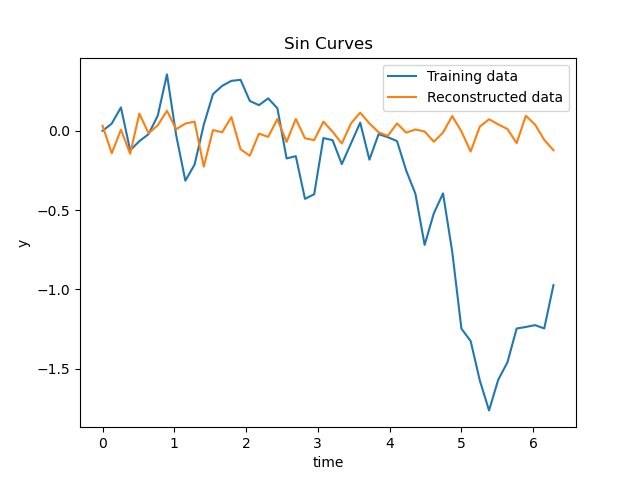 Sin Curves
Training data
Reconstructed data
0.0
−0.5
−1.0
−1.5
y
0 1 2 3 4 5 6
time